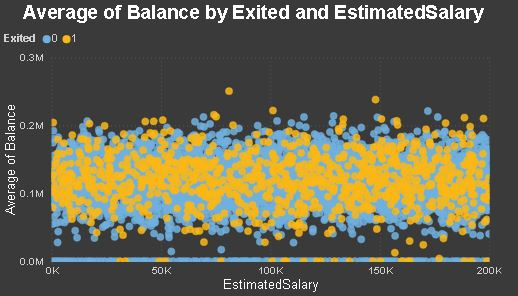 Average of Balance by Exited and EstimatedSalary
Exited 0 1
0.3M
0.2M
0.1M
0.0M
Average of Balance
0K 50K 100K 150K 200K
EstimatedSalary